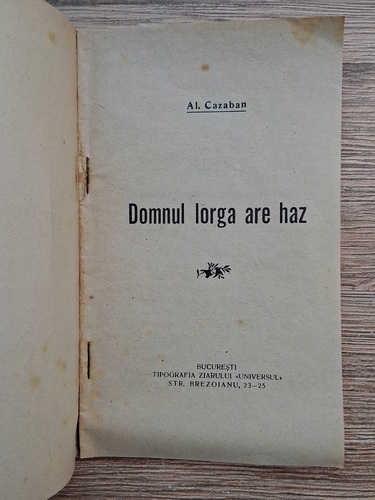 Al. Cazaban
Domnul Iorga are haz
BUCUREȘTI
TIPOGRAFIA ZIARULUI «UNIVERSUL»
STR. BREZOIANU, 23—25